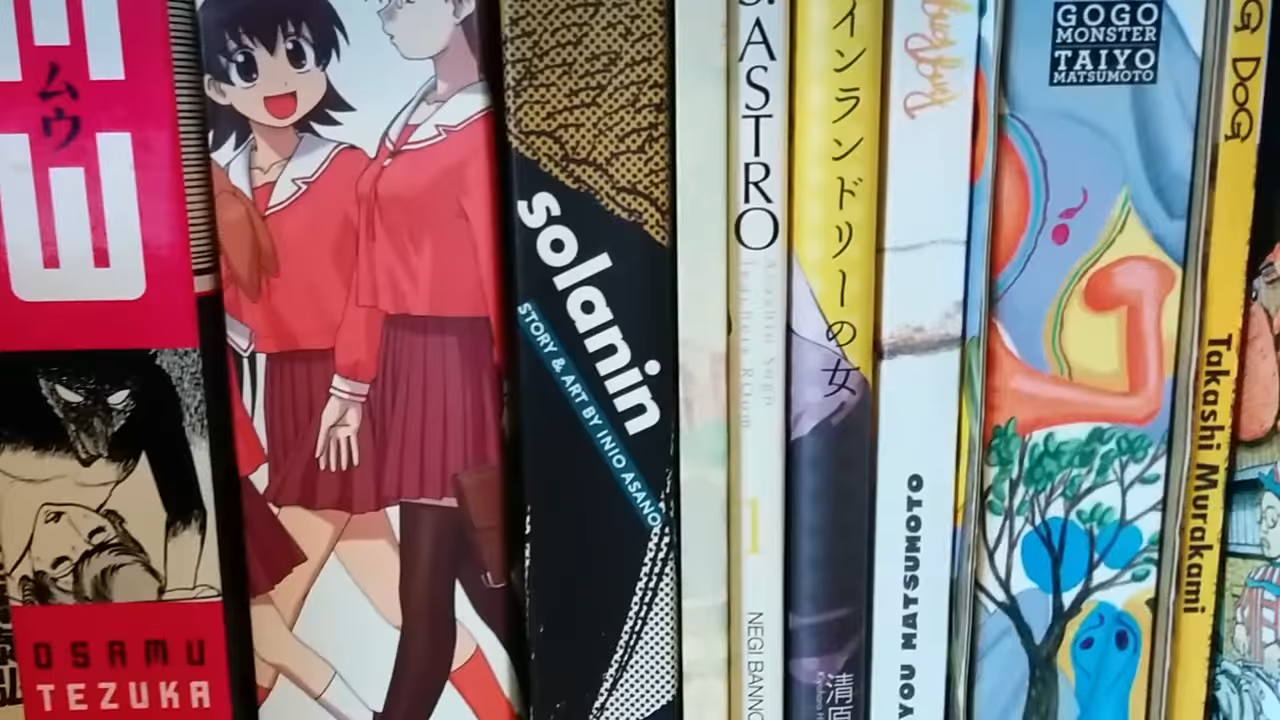 ムウ
OSAMU
TEZUKA
solanin
STORY & ART BY INIO ASANO
ASTRO
1
NEGI BANNO
インランドリーの女
清原
YOU MATSUMOTO
GOGO
MONSTER
TAIYO
MATSUMOTO
G DOG
Takashi Murakami